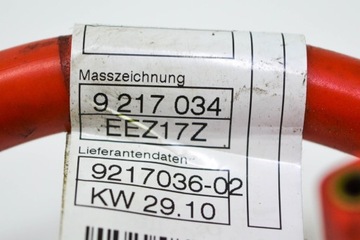 Masszeichnung
9 217 034
EEZ17Z
Lieferantendaten
9217036-02
KW 29.10